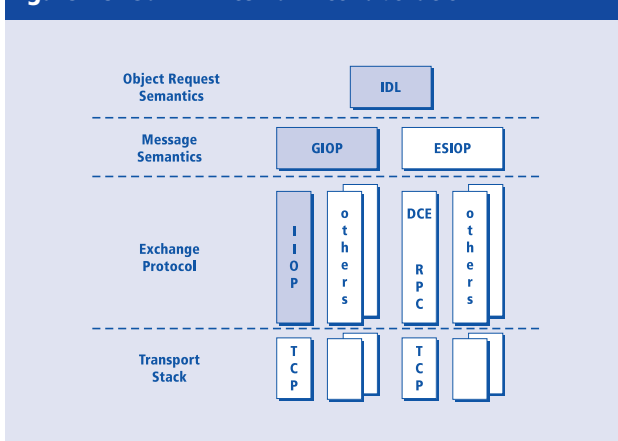 Object Request
Semantics
IDL
Message
Semantics
GIOP
ESIOP
Exchange
Protocol
IIOP
others
DCE RPC
others
Transport
Stack
TCP
TCP